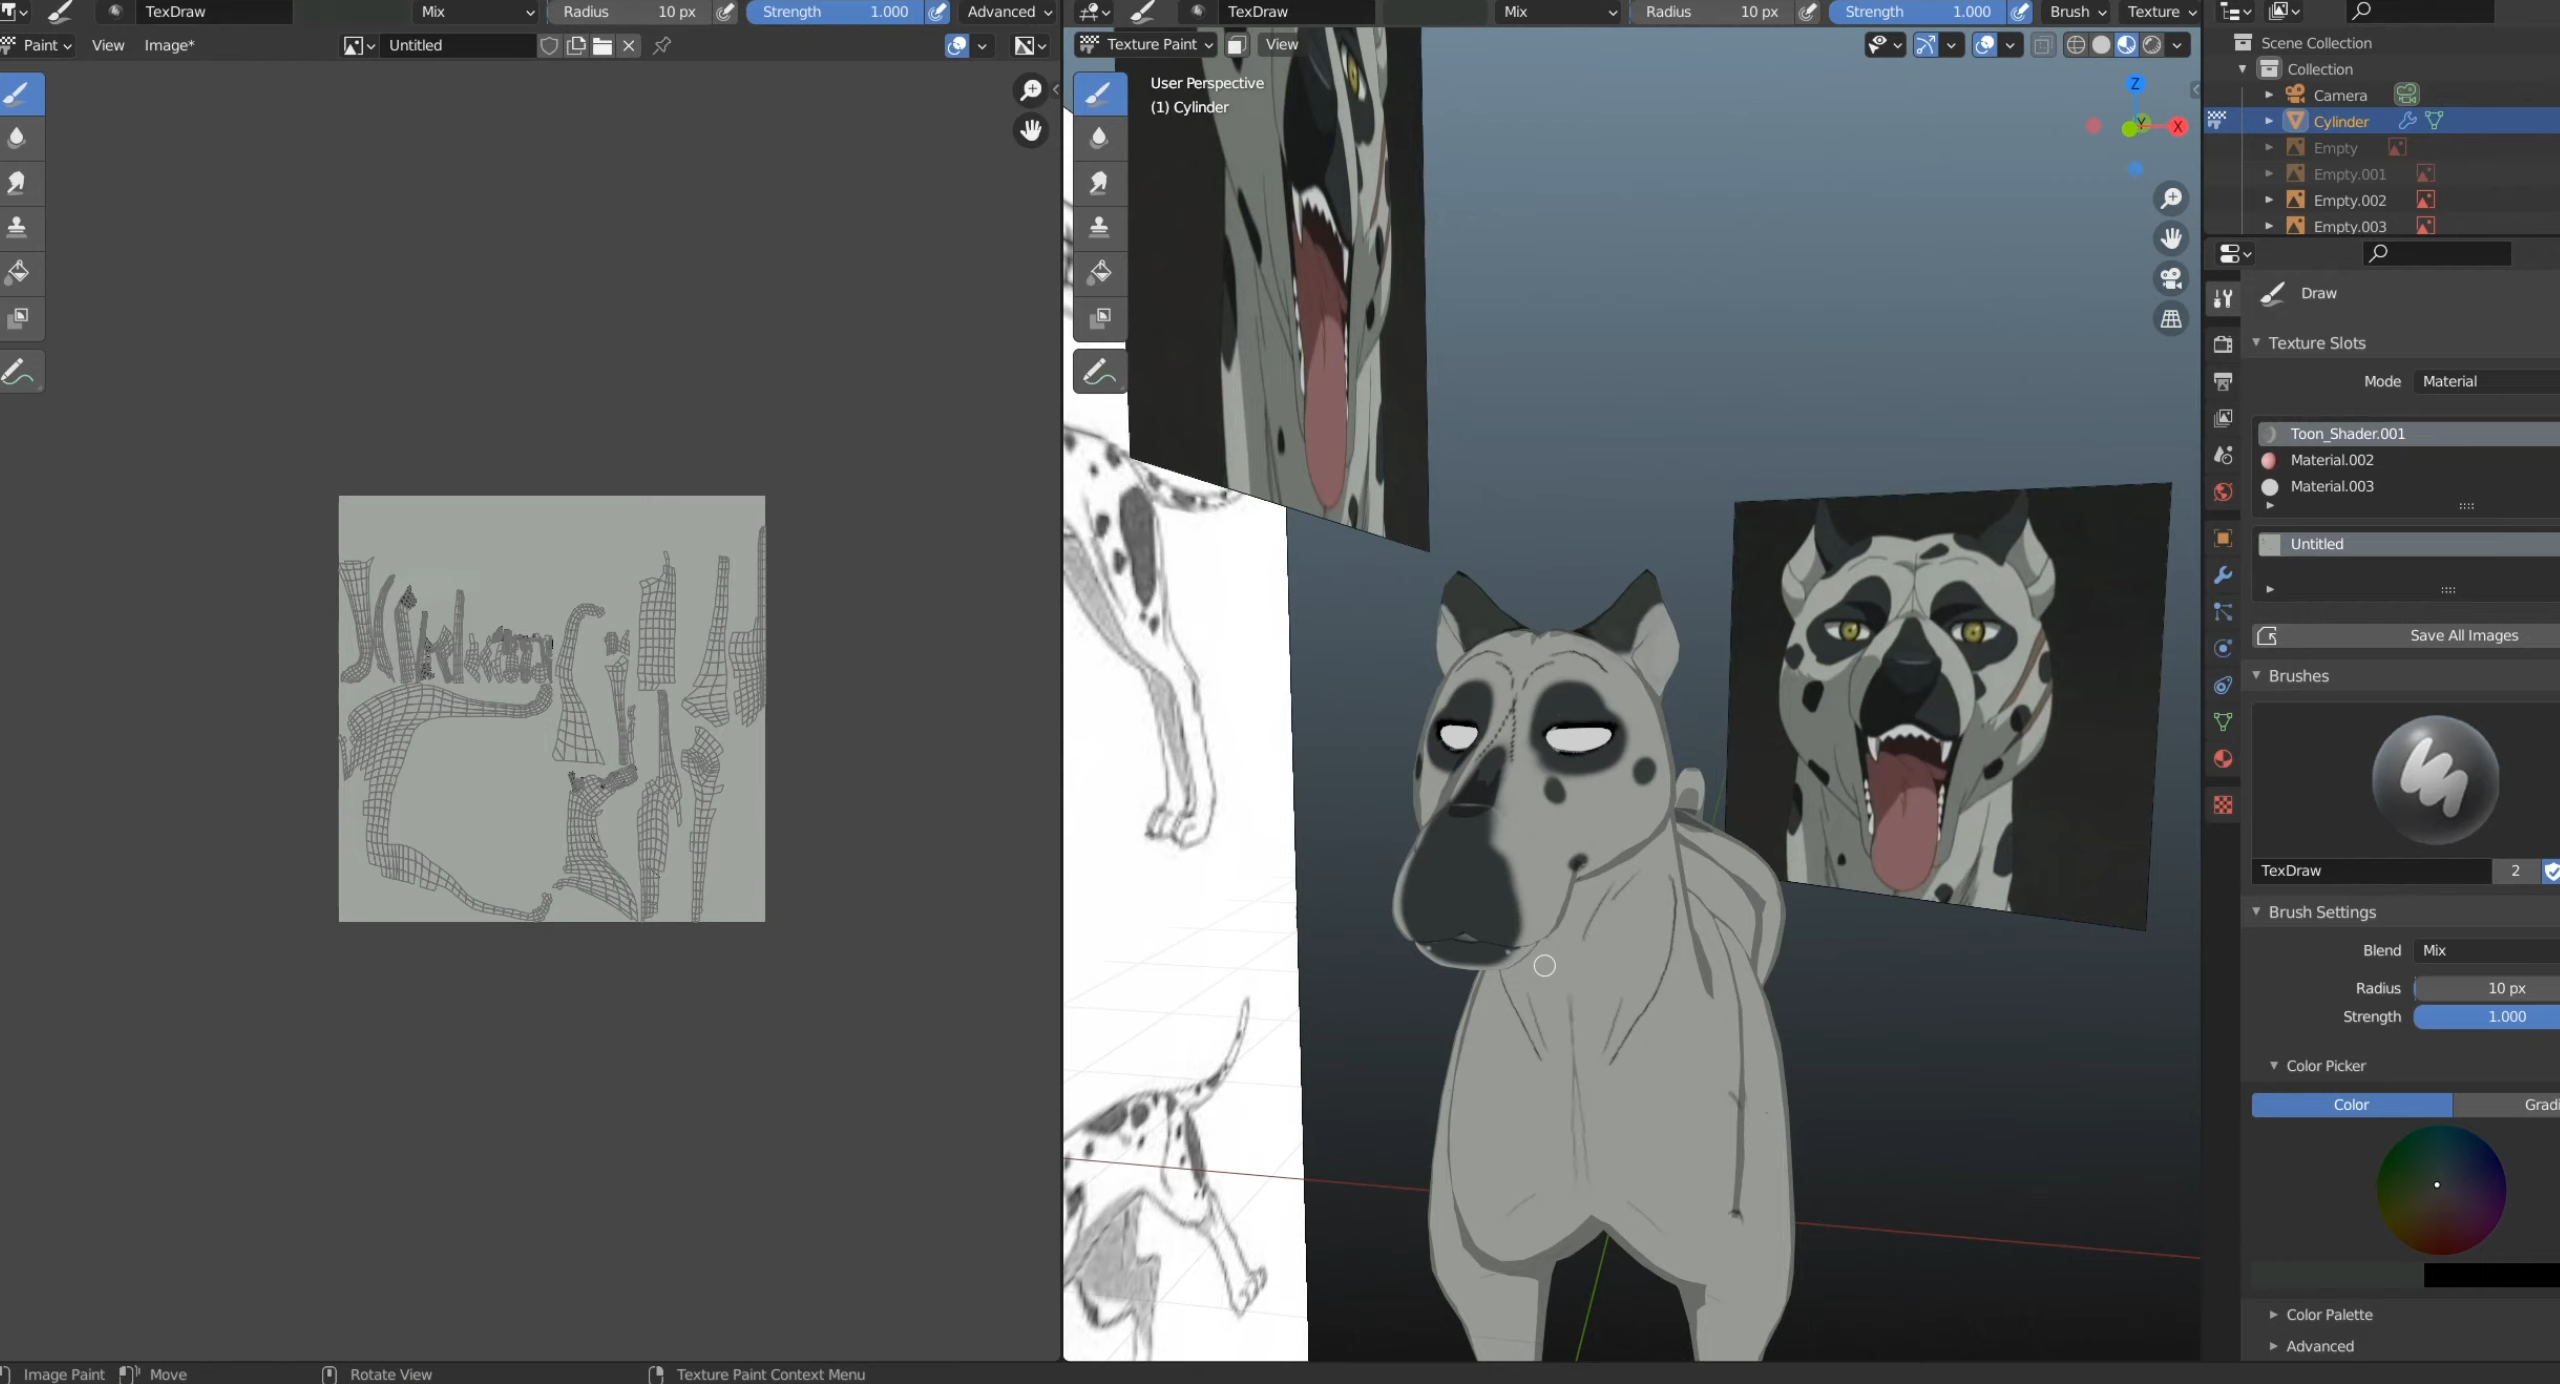 TexDraw Mix Radius 10 px Strength 1.000 Advanced
Paint View Image* Untitled
TexDraw Mix Radius 10 px Strength 1.000 Brush Texture
Texture Paint View
User Perspective
(1) Cylinder
Z
Y
X
Scene Collection
Collection
Camera
Cylinder
Empty
Empty.001
Empty.002
Empty.003
Draw
Texture Slots
Mode Material
Toon_Shader.001
Material.002
Material.003
Untitled
Save All Images
Brushes
TexDraw 2
Brush Settings
Blend Mix
Radius 10 px
Strength 1.000
Color Picker
Color Gradi
Color Palette
Advanced
Image Paint Move Rotate View Texture Paint Context Menu